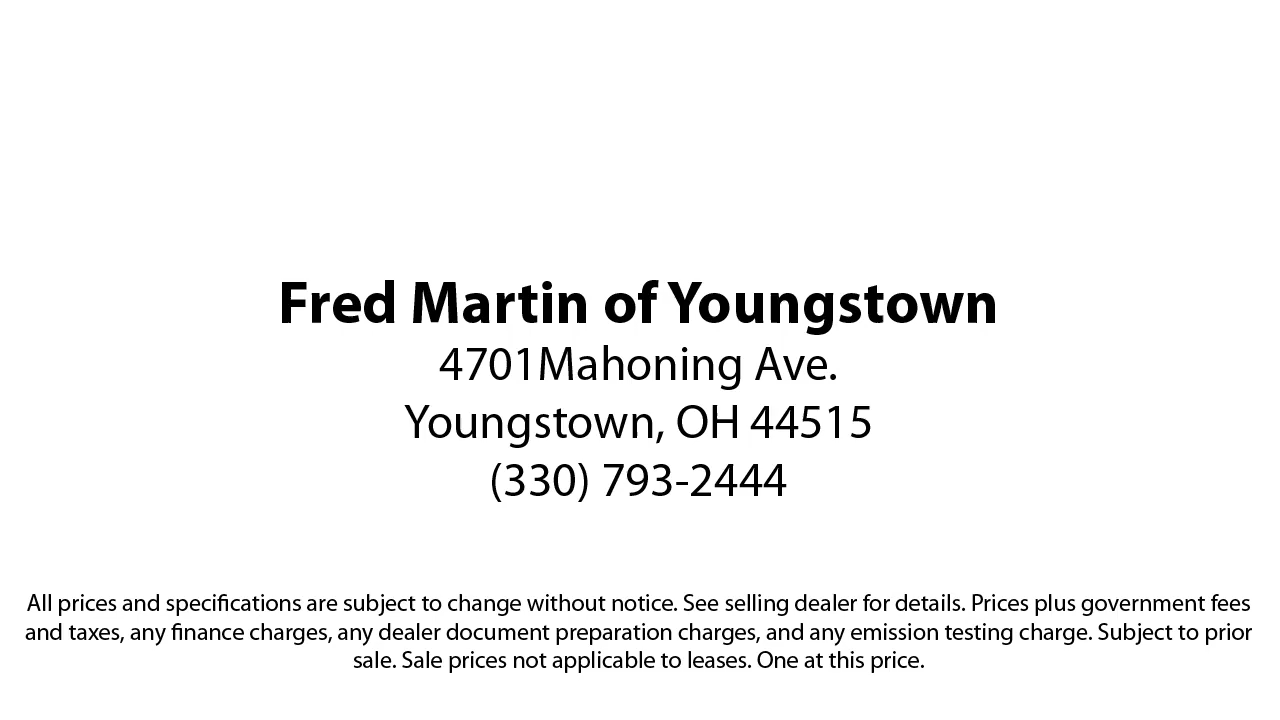 Fred Martin of Youngstown
4701Mahoning Ave.
Youngstown, OH 44515
(330) 793-2444
All prices and specifications are subject to change without notice. See selling dealer for details. Prices plus government fees
and taxes, any finance charges, any dealer document preparation charges, and any emission testing charge. Subject to prior
sale. Sale prices not applicable to leases. One at this price.